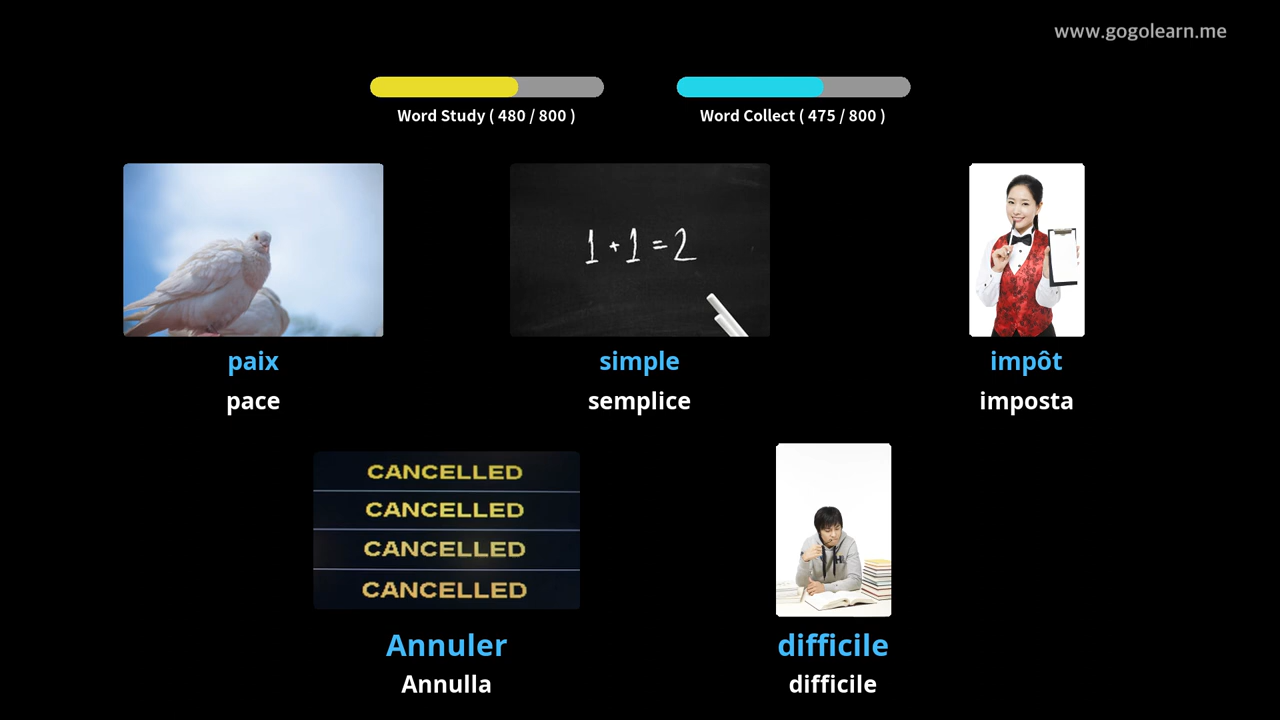 www.gogolearn.me
Word Study ( 480 / 800 )
Word Collect ( 475 / 800 )
1 + 1 = 2
paix
simple
impôt
pace
semplice
imposta
CANCELLED
CANCELLED
CANCELLED
CANCELLED
Annuler
difficile
Annulla
difficile